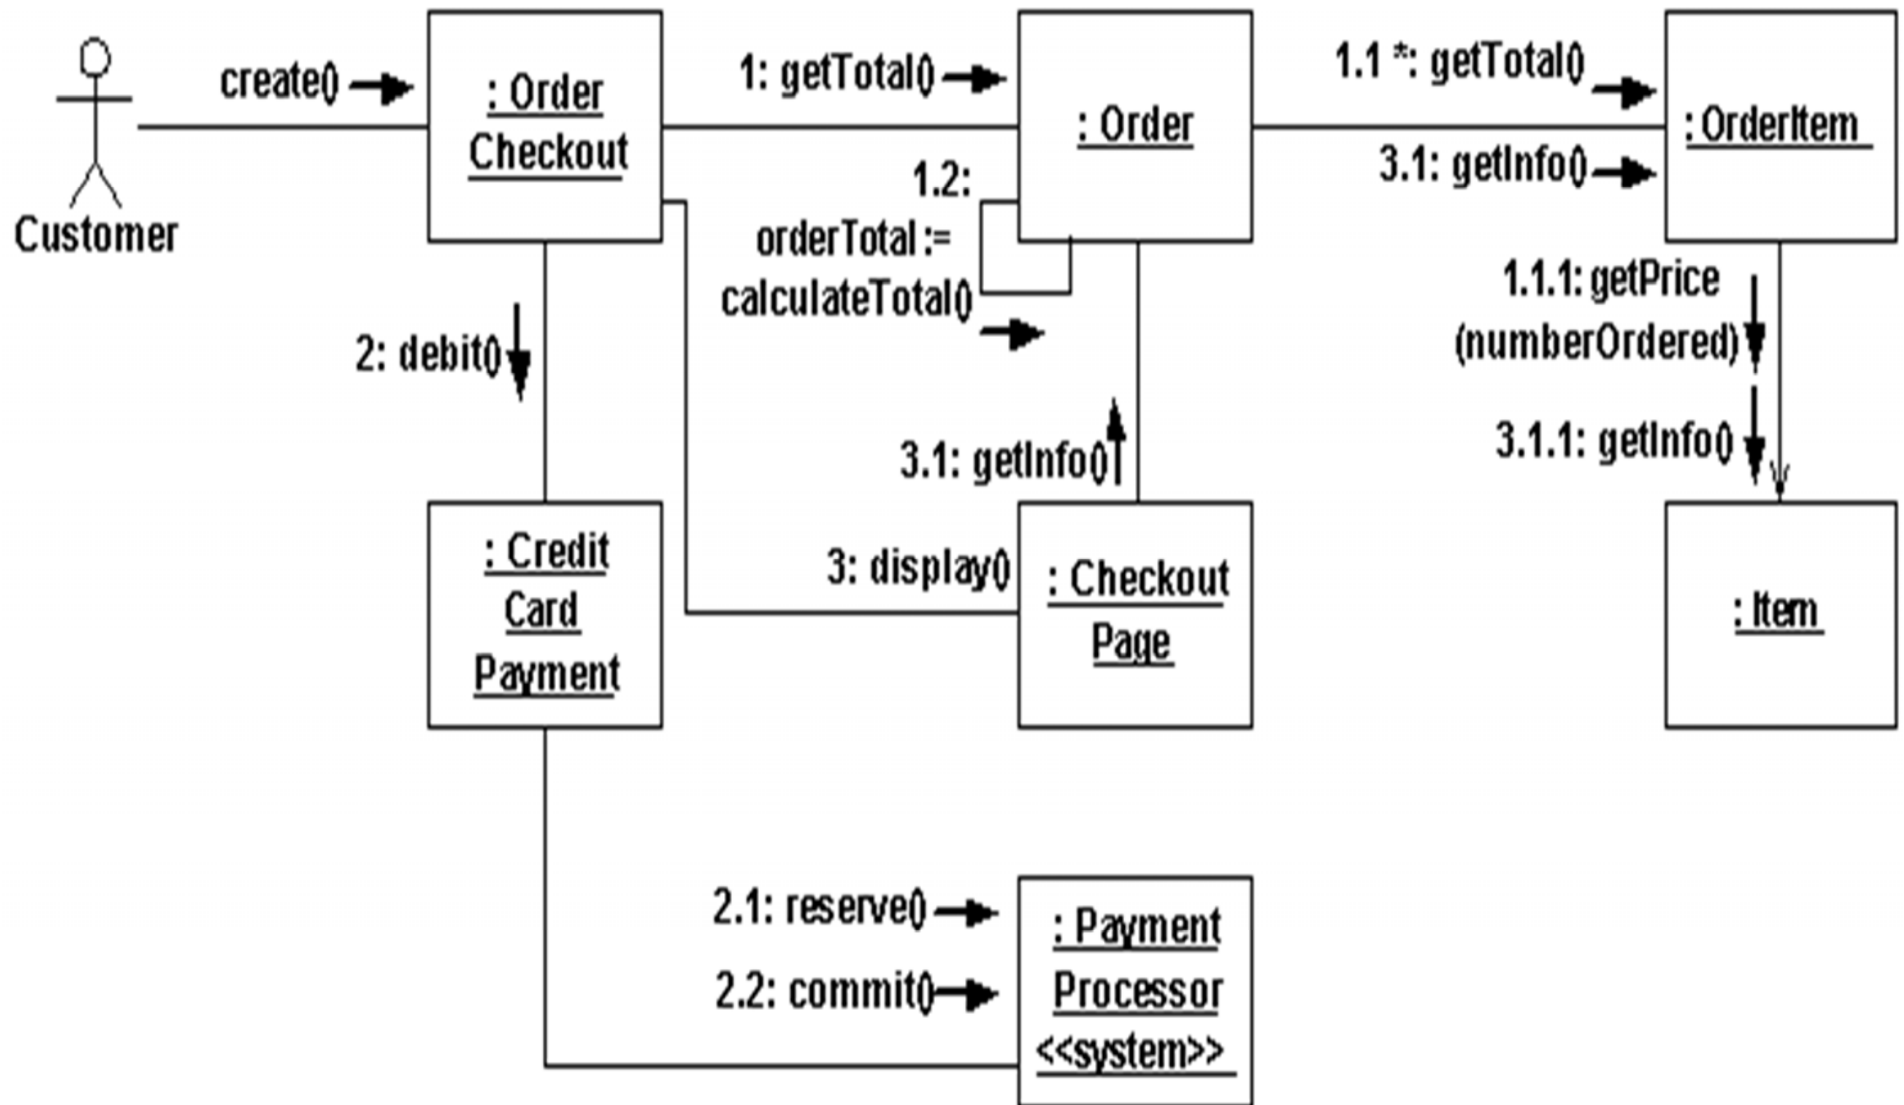 create()
: Order
Checkout
1: getTotal()
: Order
1.1 *: getTotal()
: OrderItem
3.1: getInfo()
Customer
1.2:
orderTotal :=
calculateTotal()
1.1.1: getPrice
(numberOrdered)
2: debit()
3.1: getInfo()
3.1.1: getInfo()
: Credit
Card
Payment
3: display()
: Checkout
Page
: Item
2.1: reserve()
2.2: commit()
: Payment
Processor
<<system>>